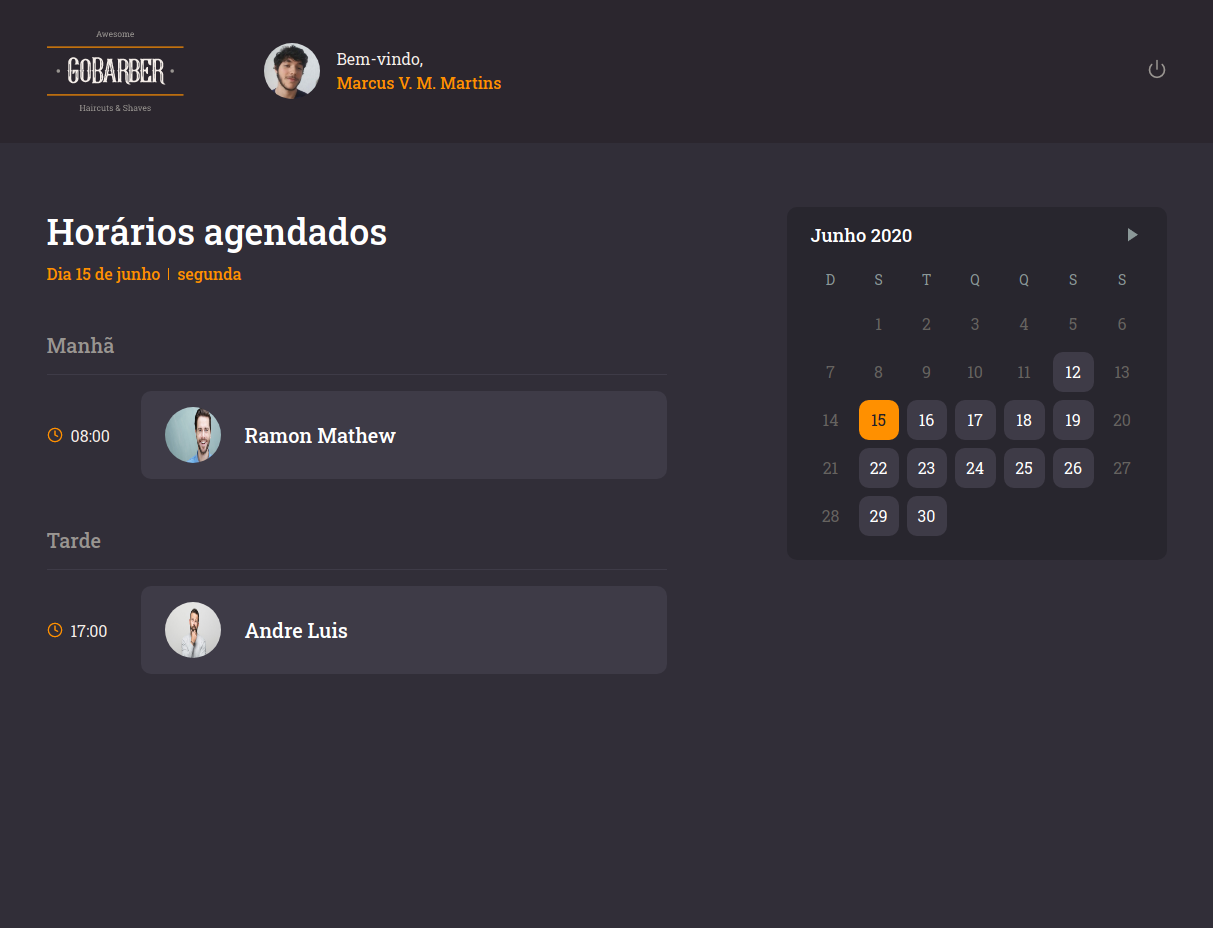 Awesome
GOBARBER
Haircuts & Shaves
Bem-vindo,
Marcus V. M. Martins
Horários agendados
Dia 15 de junho | segunda
Manhã
08:00 Ramon Mathew
Tarde
17:00 Andre Luis
Junho 2020
D S T Q Q S S
1 2 3 4 5 6
7 8 9 10 11 12 13
14 15 16 17 18 19 20
21 22 23 24 25 26 27
28 29 30